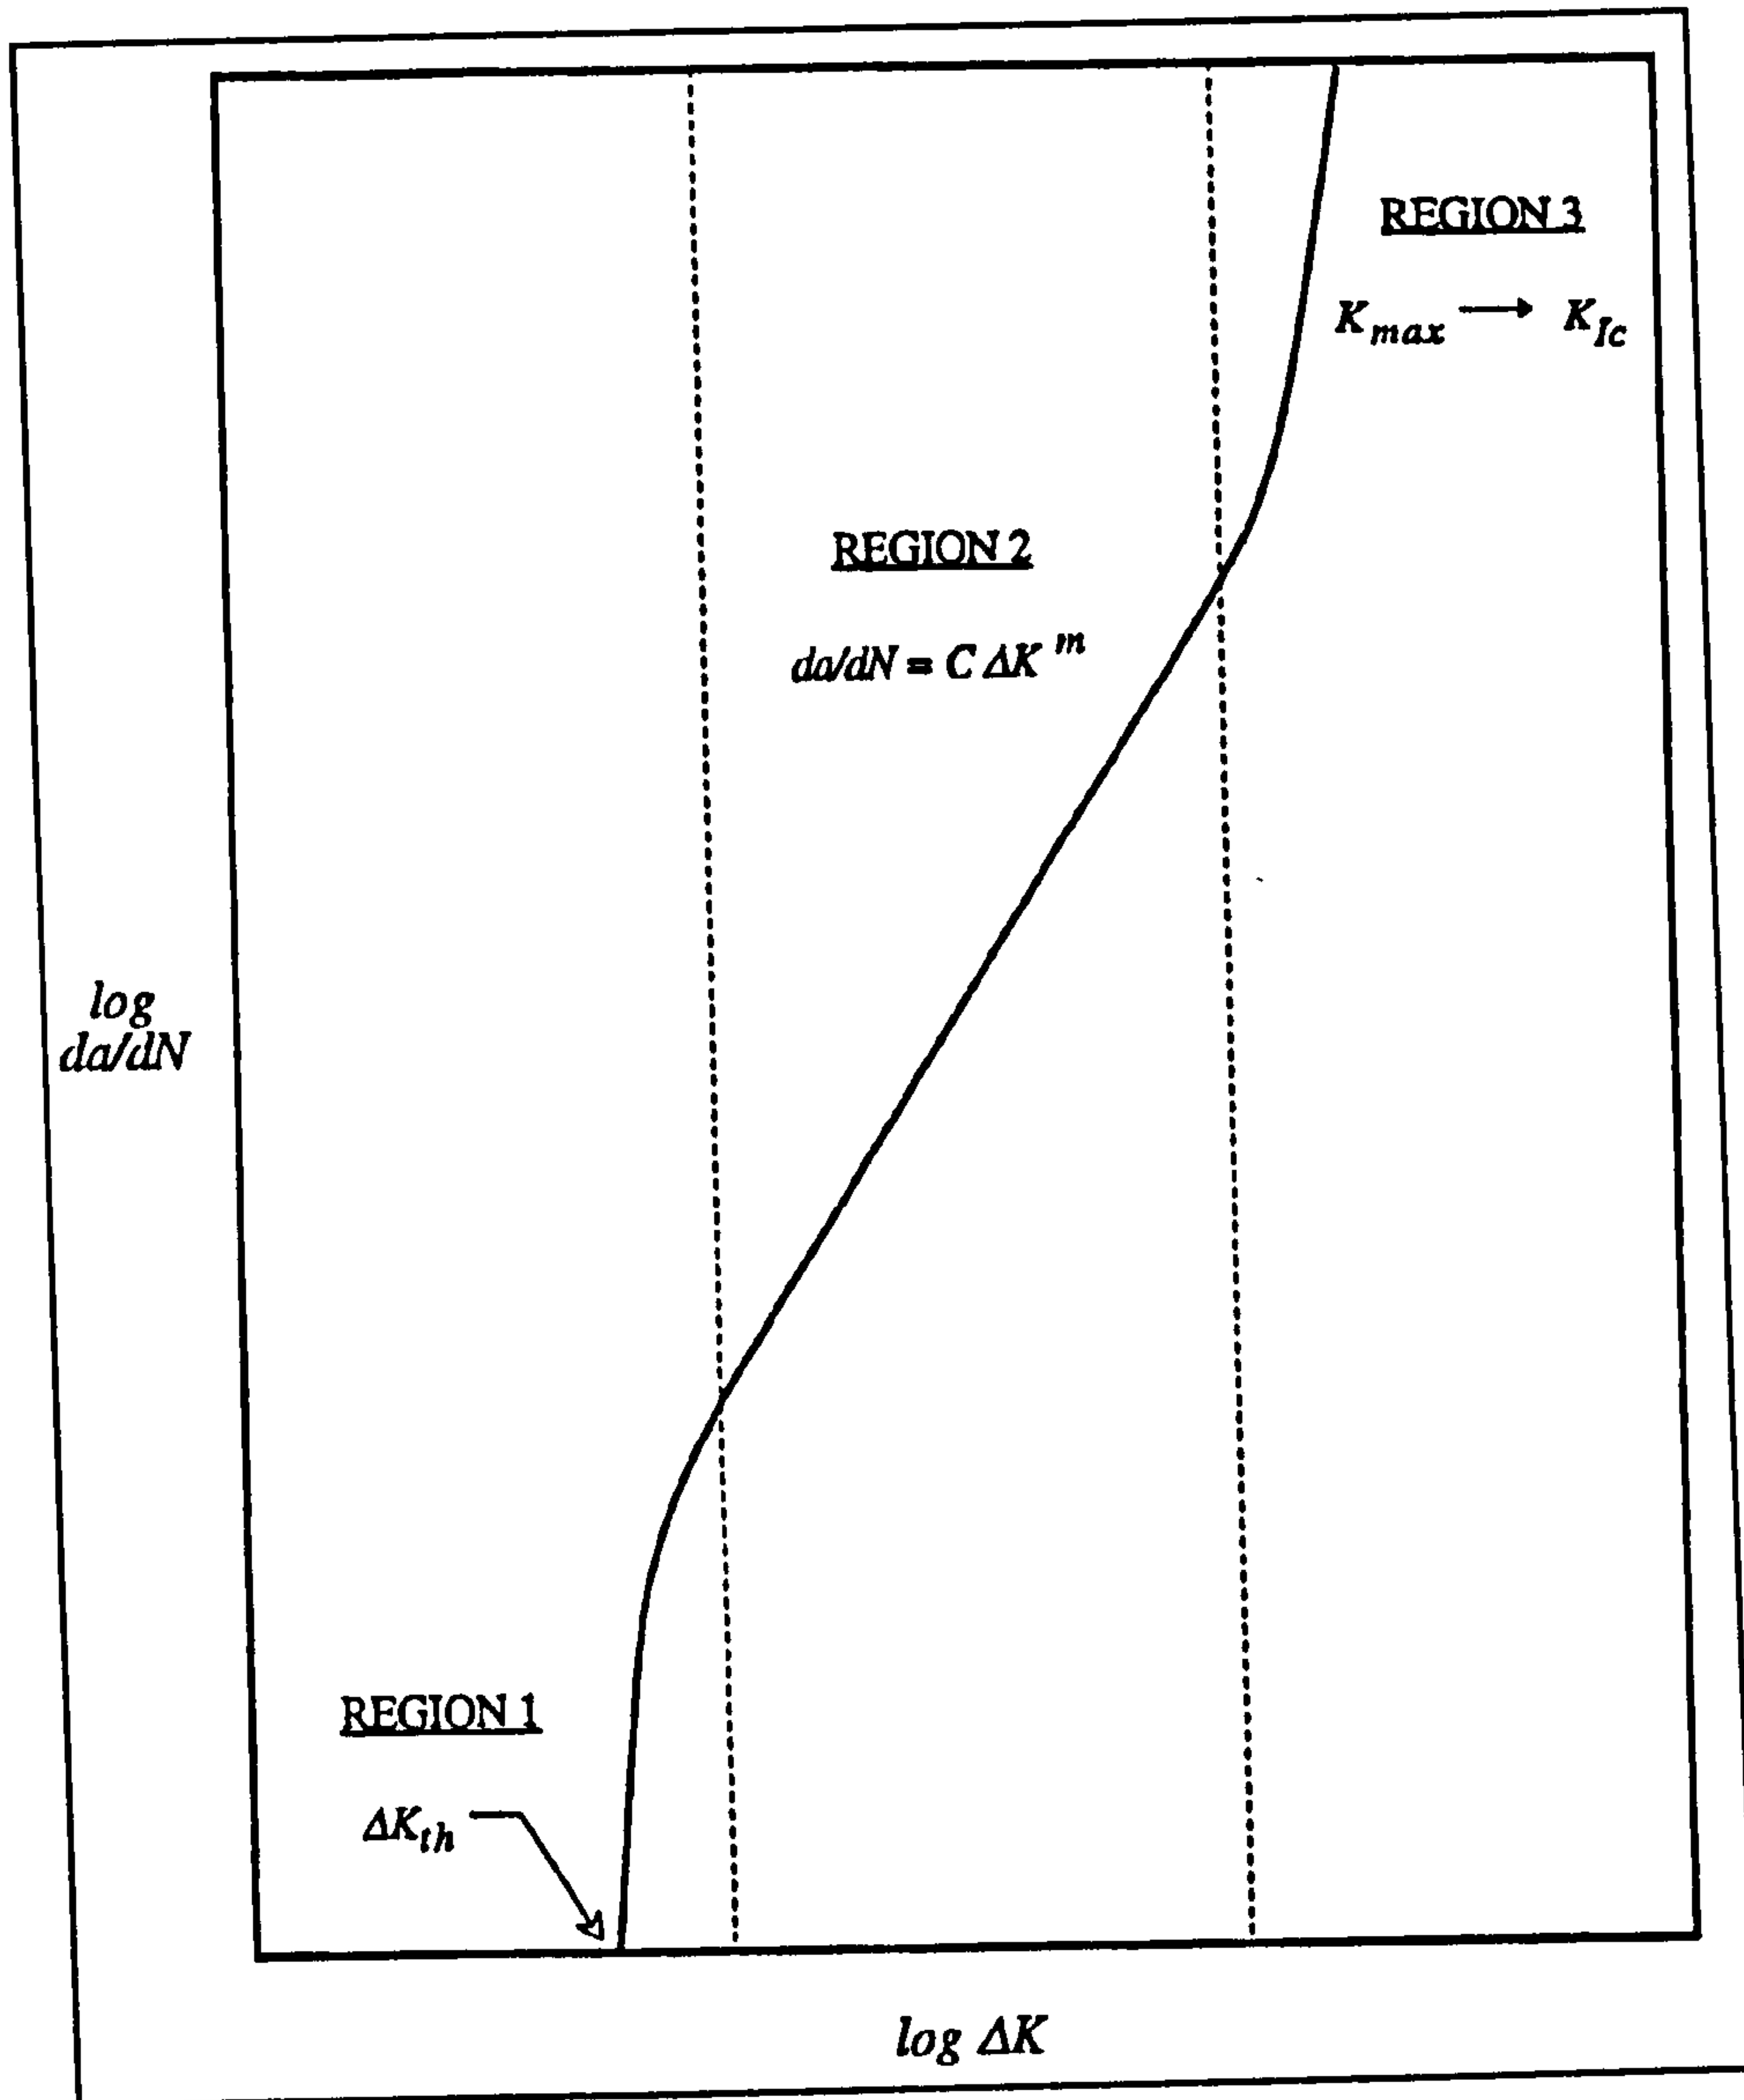 REGION 3
K_max → K_Ic
REGION 2
da/dN = C ΔK^m
log
da/dN
REGION 1
ΔK_th
log ΔK